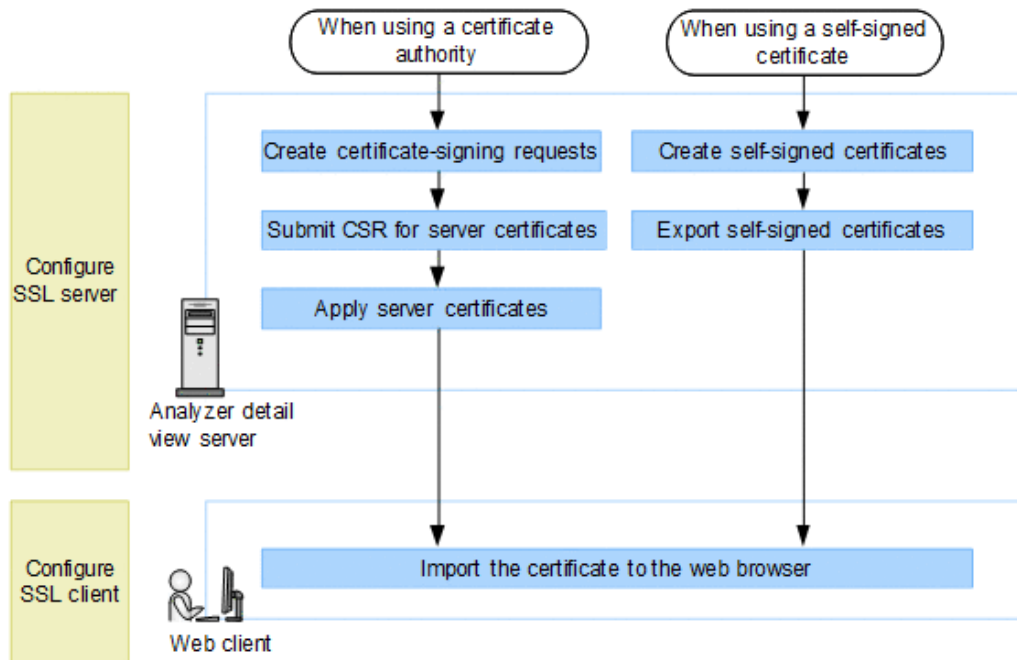 When using a certificate
authority
When using a self-signed
certificate
Configure
SSL server
Create certificate-signing requests
Create self-signed certificates
Submit CSR for server certificates
Export self-signed certificates
Apply server certificates
Analyzer detail
view server
Configure
SSL client
Import the certificate to the web browser
Web client